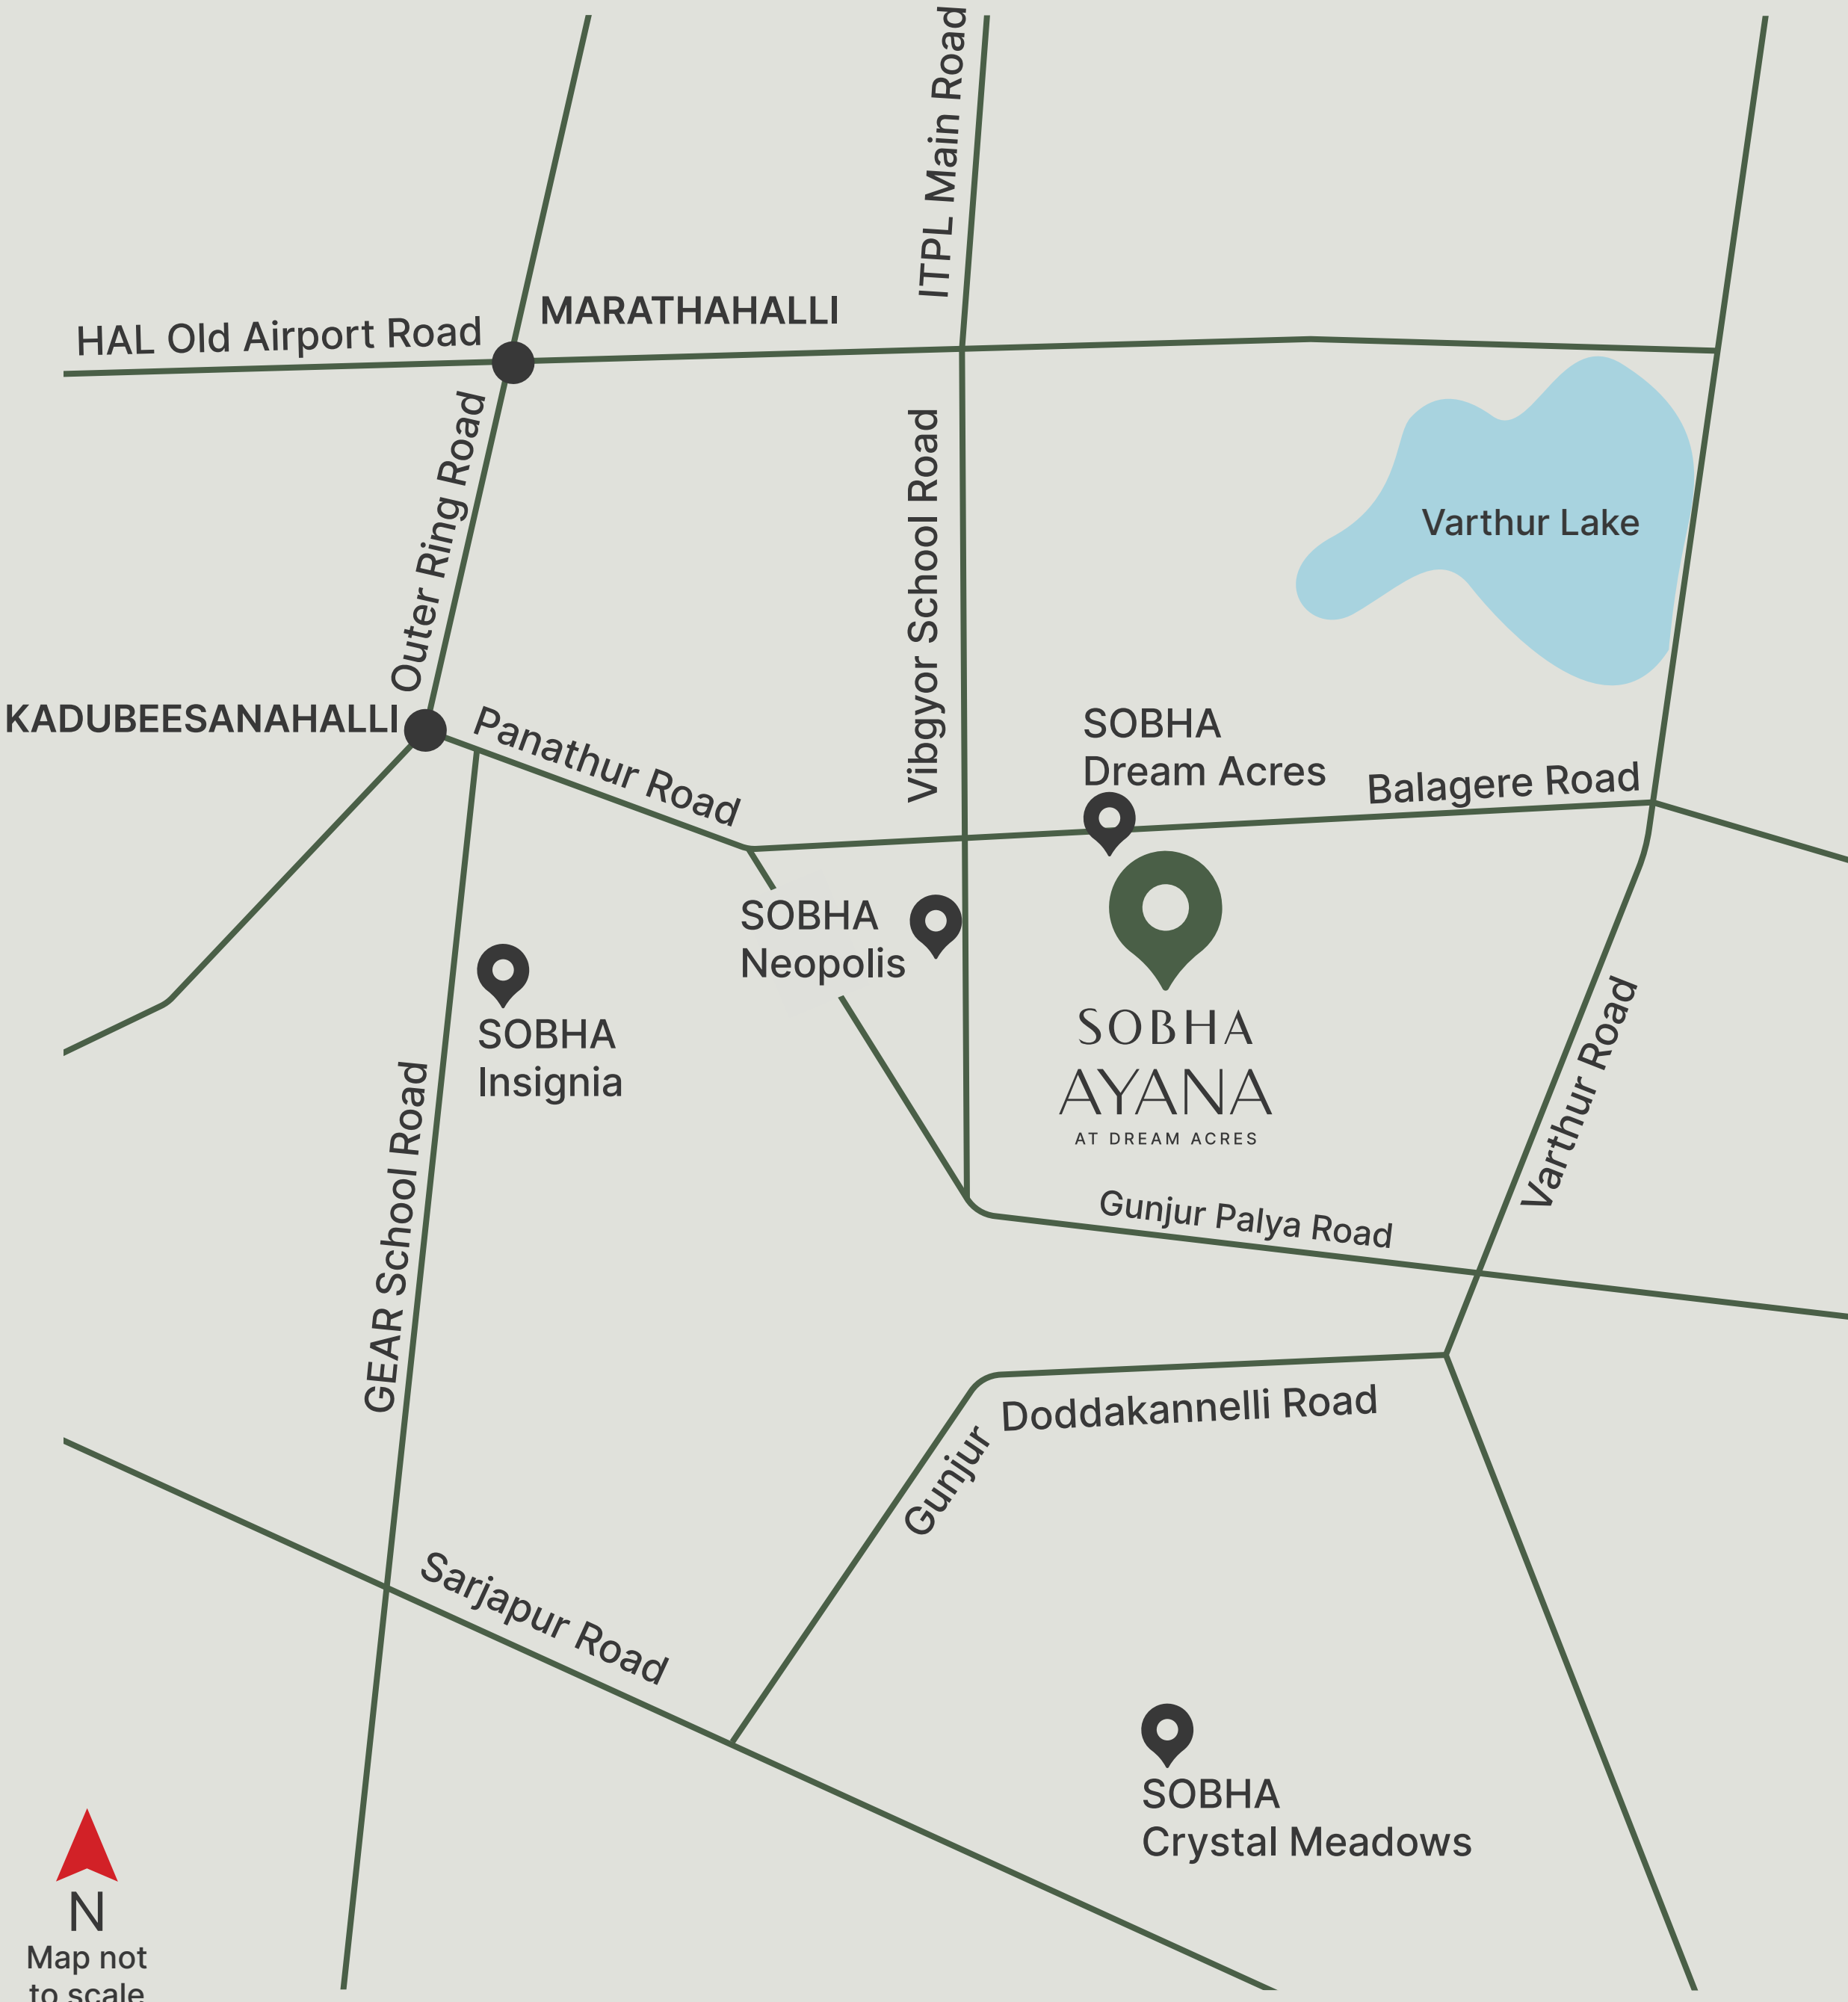 ITPL Main Road
MARATHAHALLI
HAL Old Airport Road
Outer Ring Road
Vibgyor School Road
Varthur Lake
KADUBEESANAHALLI
Panathur Road
SOBHA
Dream Acres
Balagere Road
SOBHA
Neopolis
SOBHA
Insignia
SOBHA
AYANA
AT DREAM ACRES
Varthur Road
GEAR School Road
Gunjur Palya Road
Gunjur
Doddakannelli Road
Sarjapur Road
SOBHA
Crystal Meadows
N
Map not
to scale